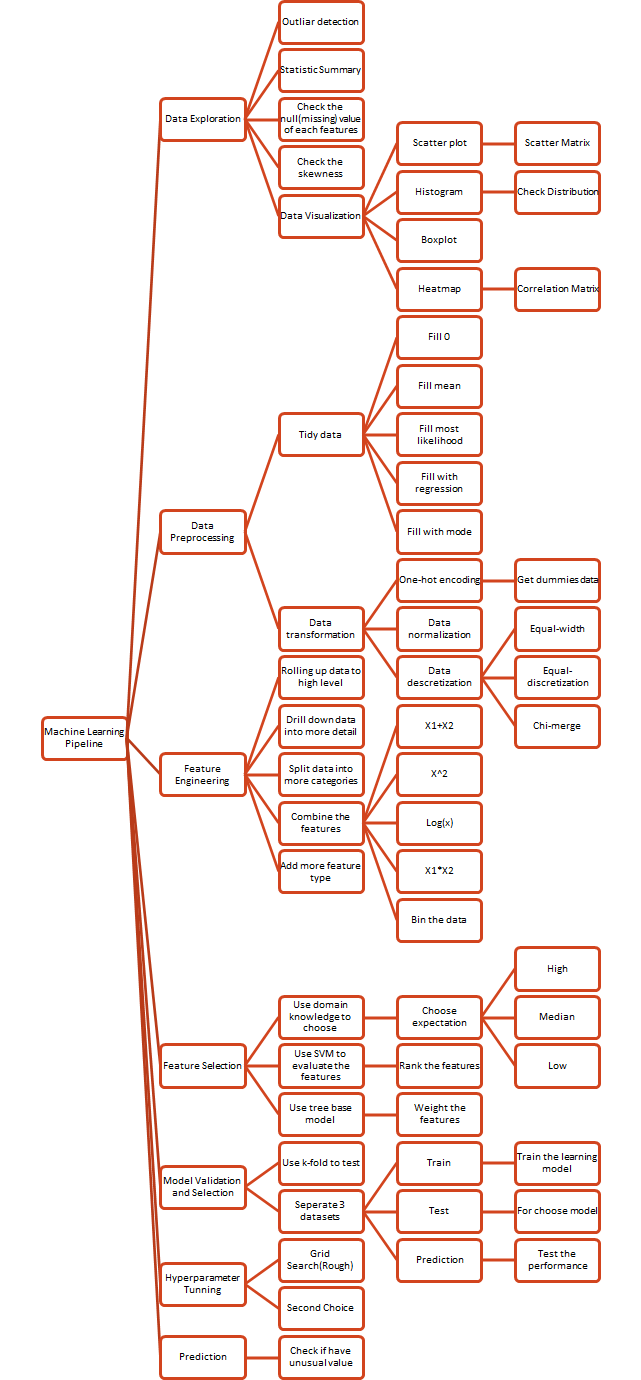 Outliar detection
Statistic Summary
Check the
null(missing) value
of each features
Data Exploration
Check the
skewness
Data Visualization
Scatter plot
Scatter Matrix
Histogram
Check Distribution
Boxplot
Heatmap
Correlation Matrix
Fill 0
Fill mean
Tidy data
Fill most
likelihood
Fill with
regression
Fill with mode
Data
Preprocessing
One-hot encoding
Get dummies data
Data
transformation
Data
normalization
Equal-width
Data
descretization
Equal-
discretization
Chi-merge
Rolling up data to
high level
Drill down data
into more detail
Machine Learning
Pipeline
Feature
Engineering
Split data into
more categories
Combine the
features
Add more feature
type
X1+X2
X^2
Log(x)
X1*X2
Bin the data
Use domain
knowledge to
choose
Choose
expectation
High
Median
Low
Feature Selection
Use SVM to
evaluate the
features
Rank the features
Use tree base
model
Weight the
features
Model Validation
and Selection
Use k-fold to test
Seperate 3
datasets
Train
Train the learning
model
Test
For choose model
Prediction
Test the
performance
Hyperparameter
Tunning
Grid
Search(Rough)
Second Choice
Prediction
Check if have
unusual value